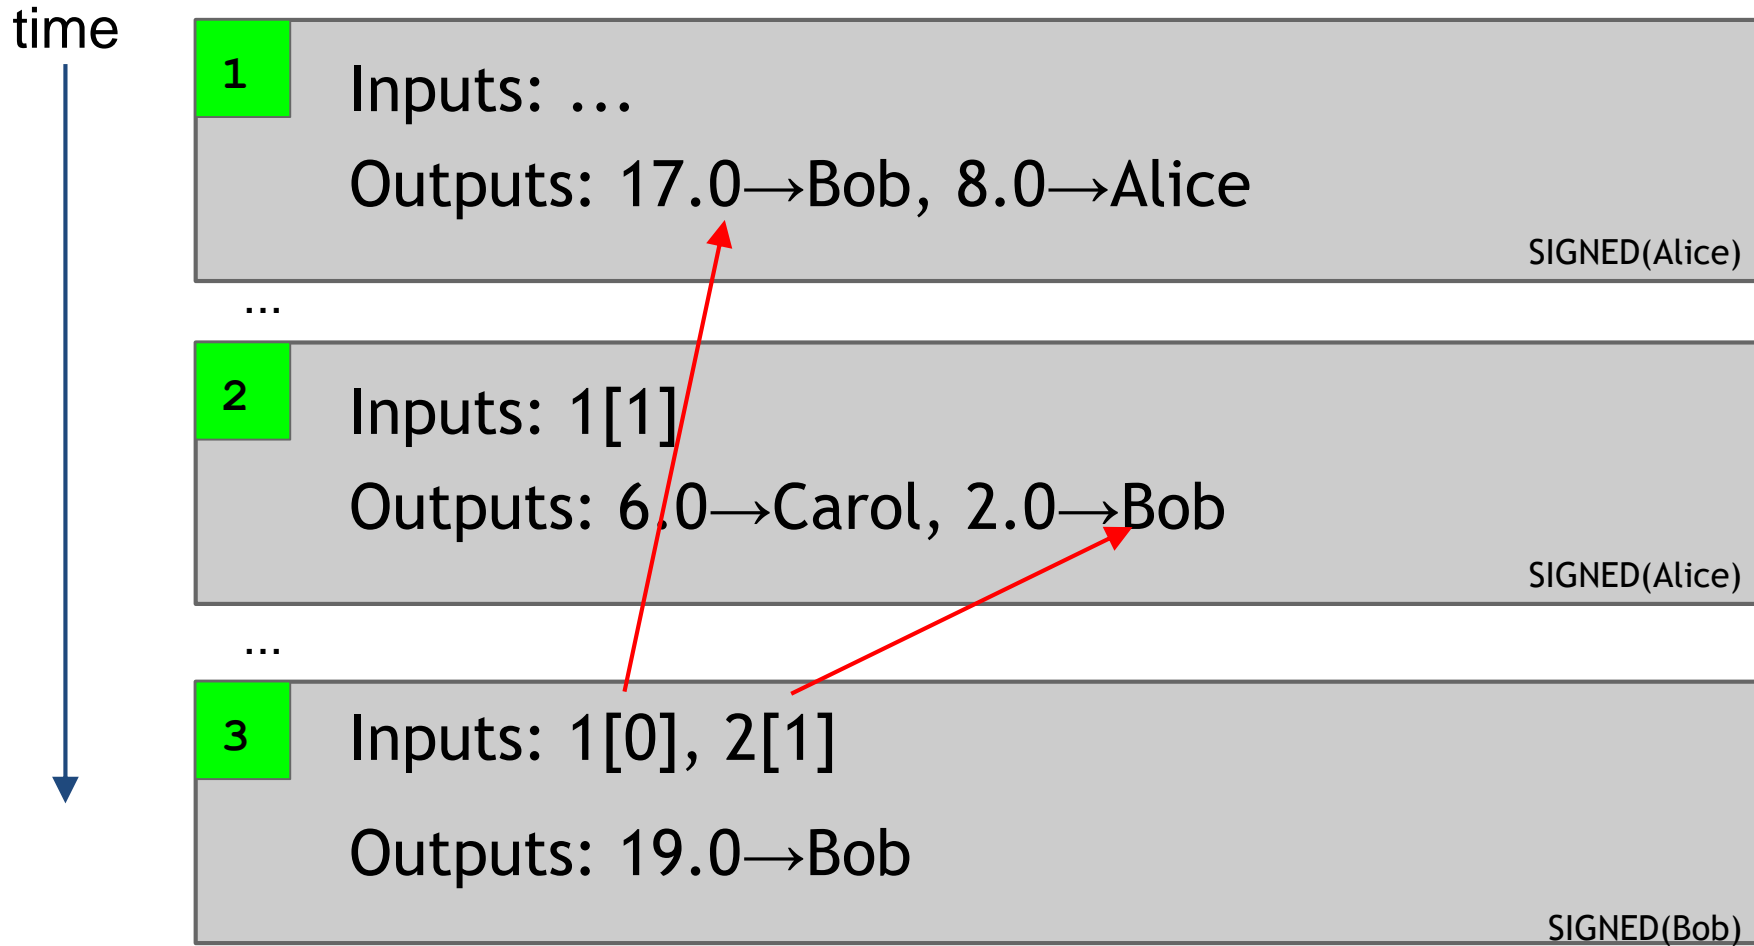 time
1
Inputs: ...
Outputs: 17.0→Bob, 8.0→Alice
SIGNED(Alice)
...
2
Inputs: 1[1]
Outputs: 6.0→Carol, 2.0→Bob
SIGNED(Alice)
...
3
Inputs: 1[0], 2[1]
Outputs: 19.0→Bob
SIGNED(Bob)